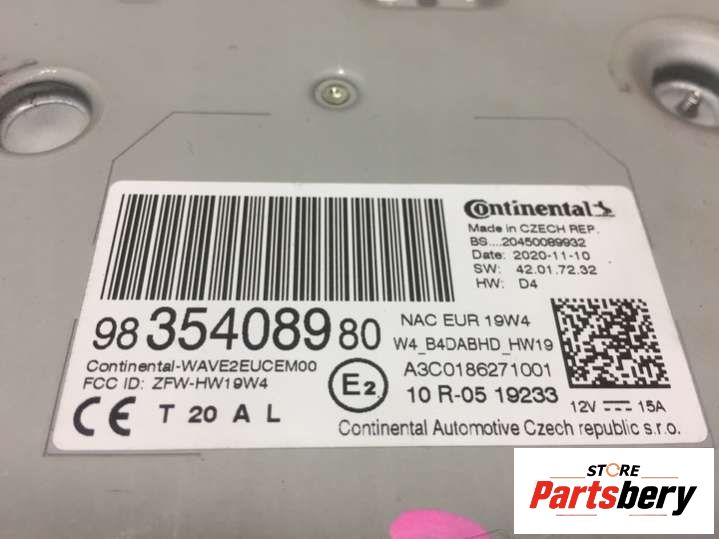 Continental
Made in CZECH REP.
BS....20450089932
Date: 2020-11-10
SW: 42.01.72.32
HW: D4
98 354089 80
NAC EUR 19W4
W4_B4DABHD_HW19
Continental-WAVE2EUCEM00
FCC ID: ZFW-HW19W4
E2
A3C0186271001
10 R-05 19233
12V 15A
CE T 20 A L
Continental Automotive Czech republic s.r.o.
STORE
Partsbery